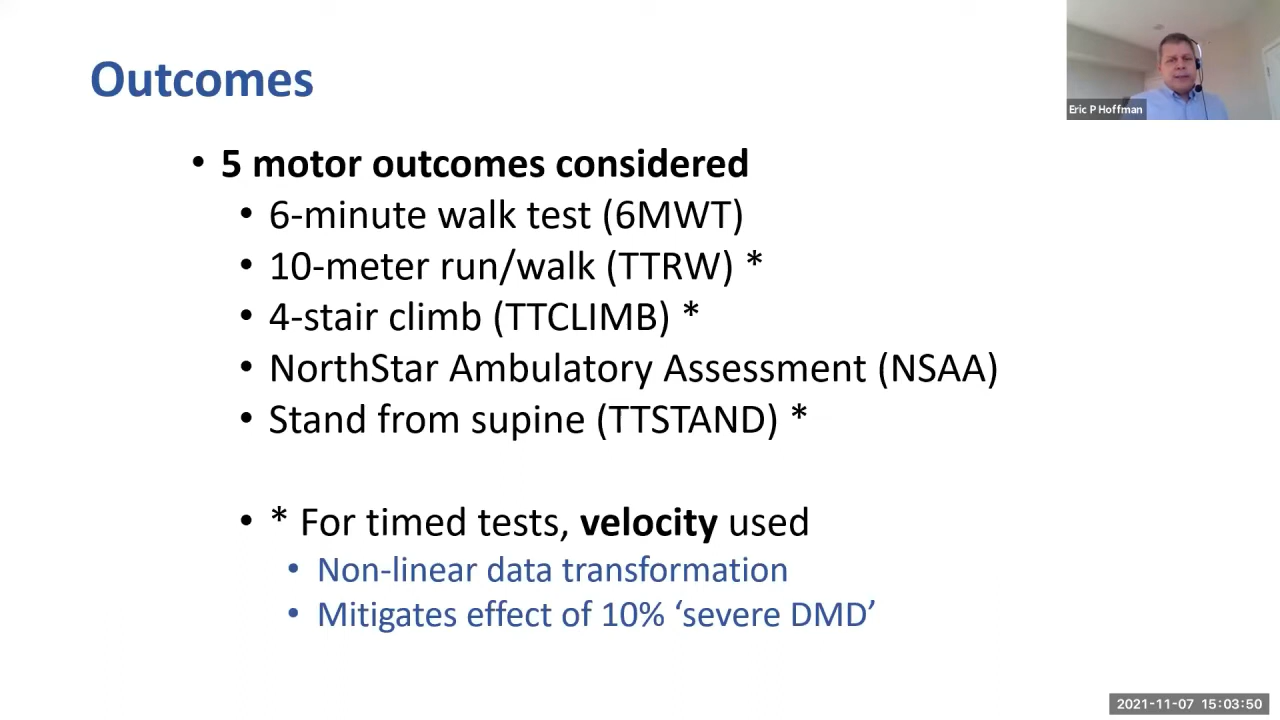 Outcomes
Eric P Hoffman
• 5 motor outcomes considered
• 6-minute walk test (6MWT)
• 10-meter run/walk (TTRW) *
• 4-stair climb (TTCLIMB) *
• NorthStar Ambulatory Assessment (NSAA)
• Stand from supine (TTSTAND) *
• * For timed tests, velocity used
• Non-linear data transformation
• Mitigates effect of 10% ‘severe DMD’
2021-11-07 15:03:50